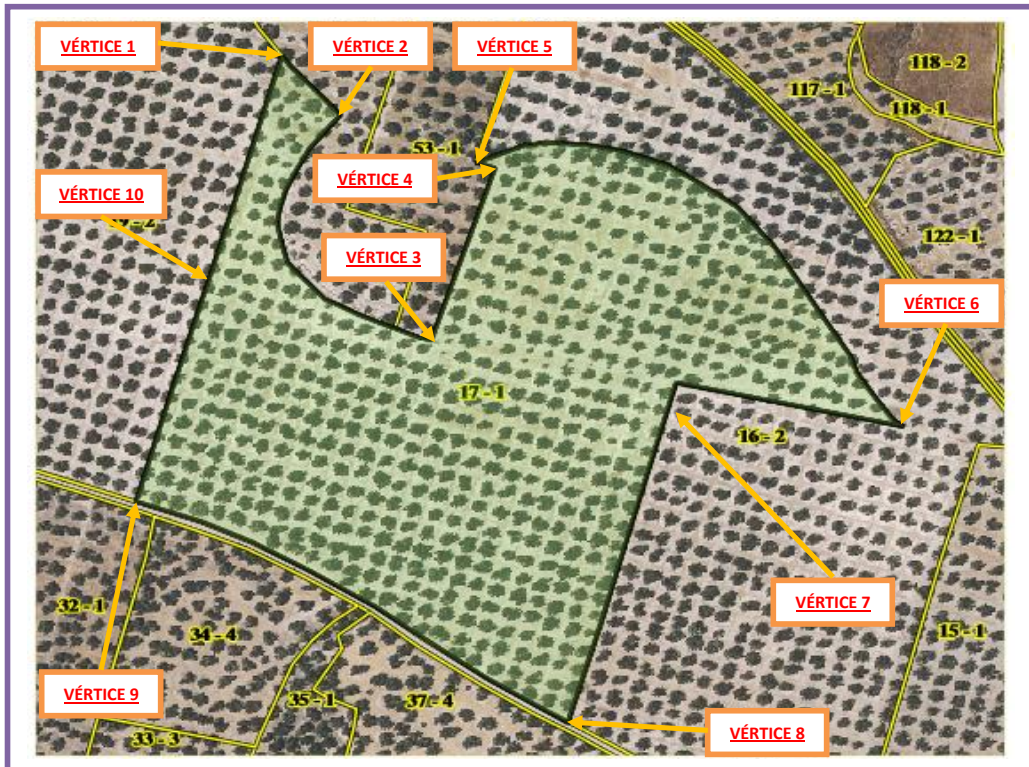 VÉRTICE 1
VÉRTICE 2
VÉRTICE 5
118 - 2
117 - 1
118 - 1
53 - 1
VÉRTICE 4
VÉRTICE 10
122 - 1
VÉRTICE 3
VÉRTICE 6
17 - 1
16 - 2
VÉRTICE 7
32 - 1
34 - 4
15 - 1
VÉRTICE 9
35 - 1
37 - 4
33 - 3
VÉRTICE 8